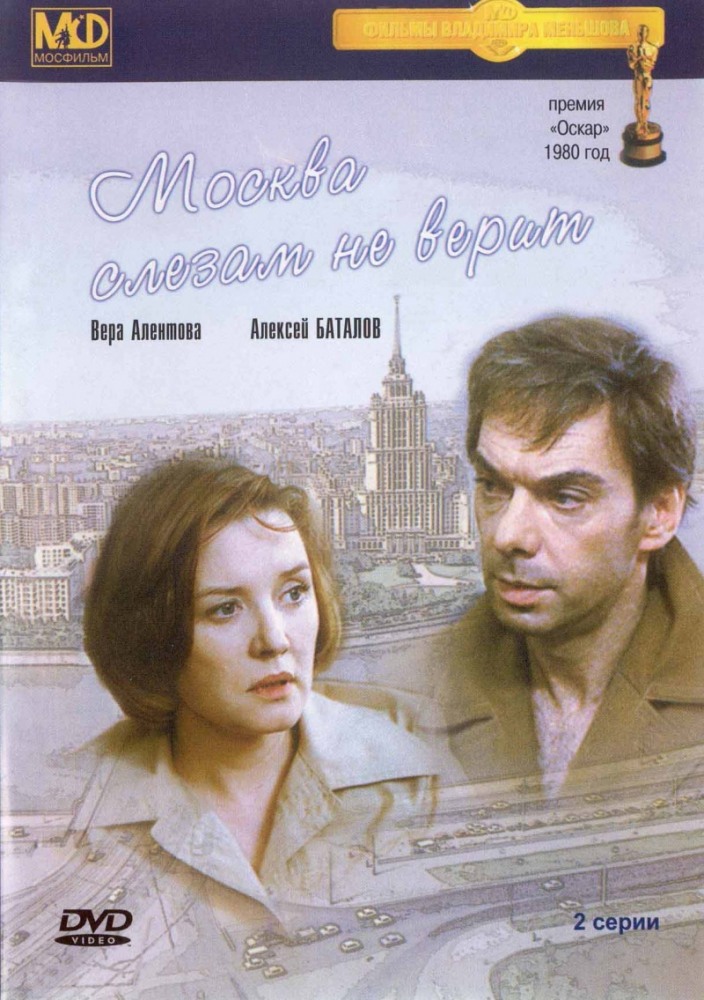 МОСФИЛЬМ
ФИЛЬМЫ ВЛАДИМИРА МЕНЬШОВА
премия
«Оскар»
1980 год
Москва
слезам не верит
Вера Алентова
Алексей БАТАЛОВ
DVD
VIDEO
2 серии